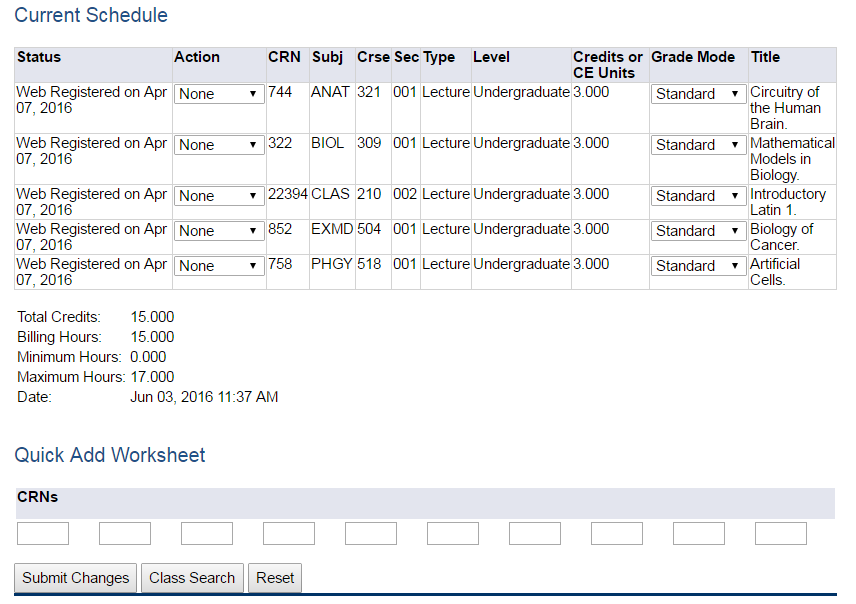 Current Schedule
Status Action CRN Subj Crse Sec Type Level Credits or CE Units Grade Mode Title
Web Registered on Apr 07, 2016 None 744 ANAT 321 001 Lecture Undergraduate 3.000 Standard Circuitry of the Human Brain.
Web Registered on Apr 07, 2016 None 322 BIOL 309 001 Lecture Undergraduate 3.000 Standard Mathematical Models in Biology.
Web Registered on Apr 07, 2016 None 22394 CLAS 210 002 Lecture Undergraduate 3.000 Standard Introductory Latin 1.
Web Registered on Apr 07, 2016 None 852 EXMD 504 001 Lecture Undergraduate 3.000 Standard Biology of Cancer.
Web Registered on Apr 07, 2016 None 758 PHGY 518 001 Lecture Undergraduate 3.000 Standard Artificial Cells.
Total Credits: 15.000
Billing Hours: 15.000
Minimum Hours: 0.000
Maximum Hours: 17.000
Date: Jun 03, 2016 11:37 AM
Quick Add Worksheet
CRNs
Submit Changes Class Search Reset